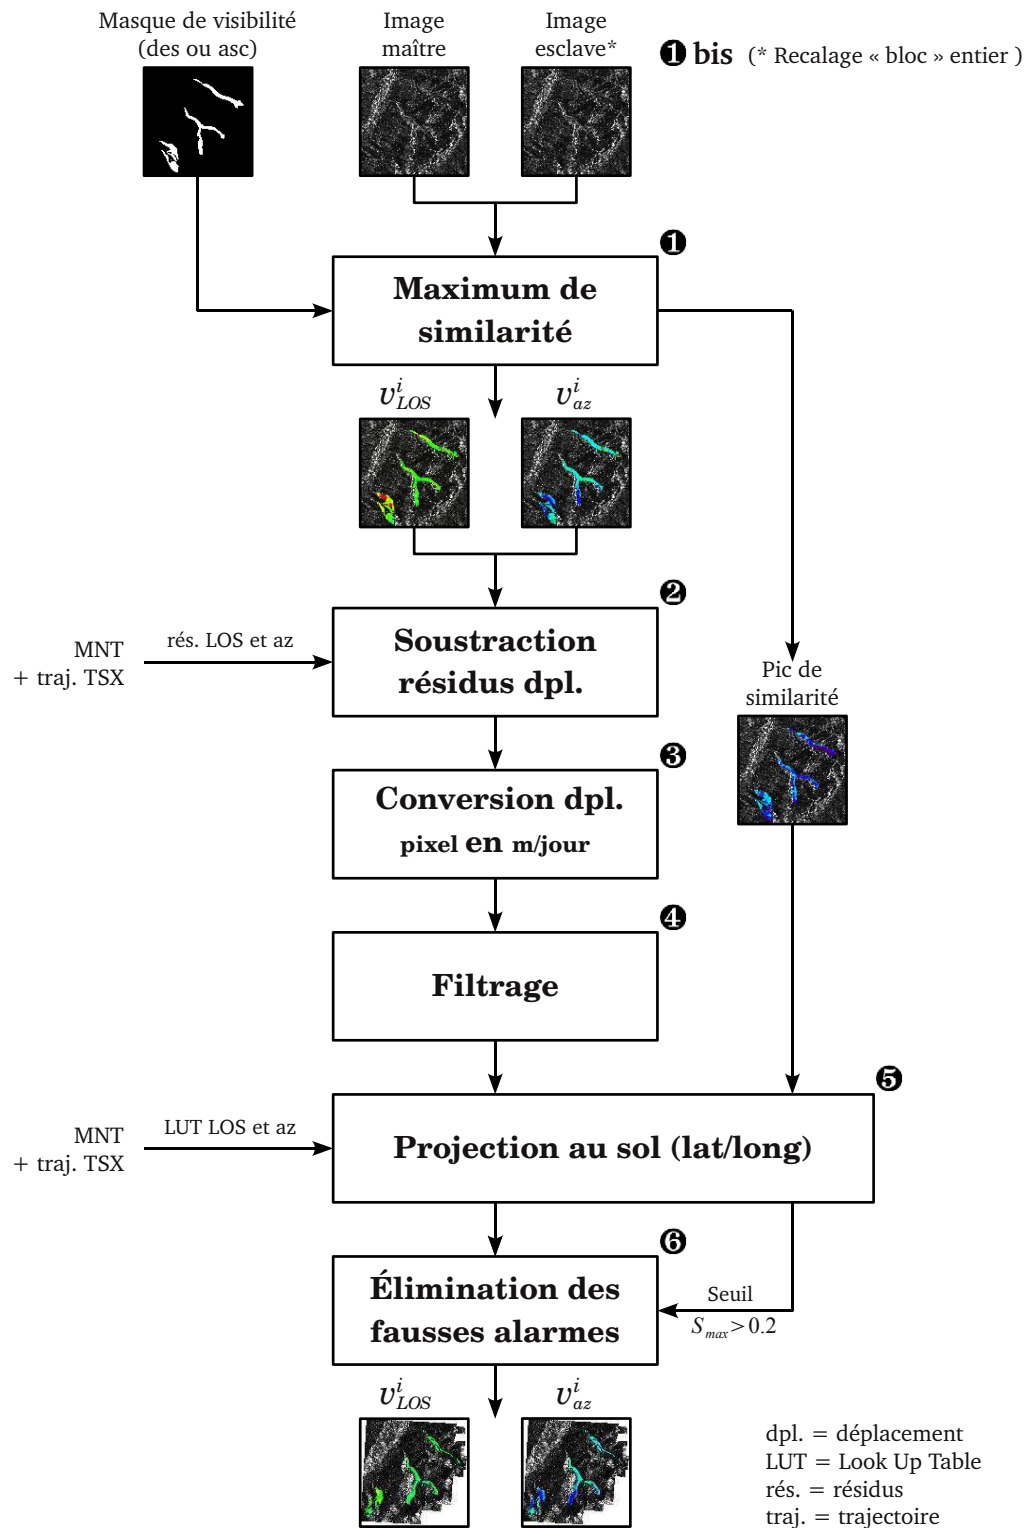 Masque de visibilité
(des ou asc)
Image
maître
Image
esclave*
❶ bis (* Recalage « bloc » entier )
❶
Maximum de
similarité
v^i_LOS
v^i_az
❷
MNT
+ traj. TSX
rés. LOS et az
Soustraction
résidus dpl.
Pic de
similarité
❸
Conversion dpl.
pixel en m/jour
❹
Filtrage
❺
MNT
+ traj. TSX
LUT LOS et az
Projection au sol (lat/long)
❻
Élimination des
fausses alarmes
Seuil
S_max>0.2
v^i_LOS
v^i_az
dpl. = déplacement
LUT = Look Up Table
rés. = résidus
traj. = trajectoire